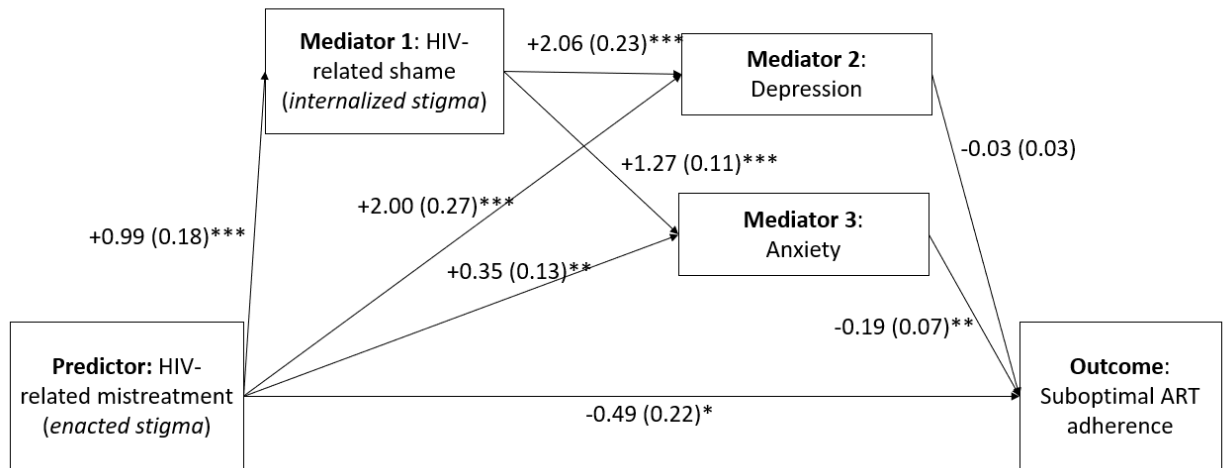 Mediator 1: HIV-
related shame
(internalized stigma)
+2.06 (0.23)***
Mediator 2:
Depression
-0.03 (0.03)
+1.27 (0.11)***
+2.00 (0.27)***
Mediator 3:
Anxiety
+0.99 (0.18)***
+0.35 (0.13)**
-0.19 (0.07)**
Predictor: HIV-
related mistreatment
(enacted stigma)
-0.49 (0.22)*
Outcome:
Suboptimal ART
adherence